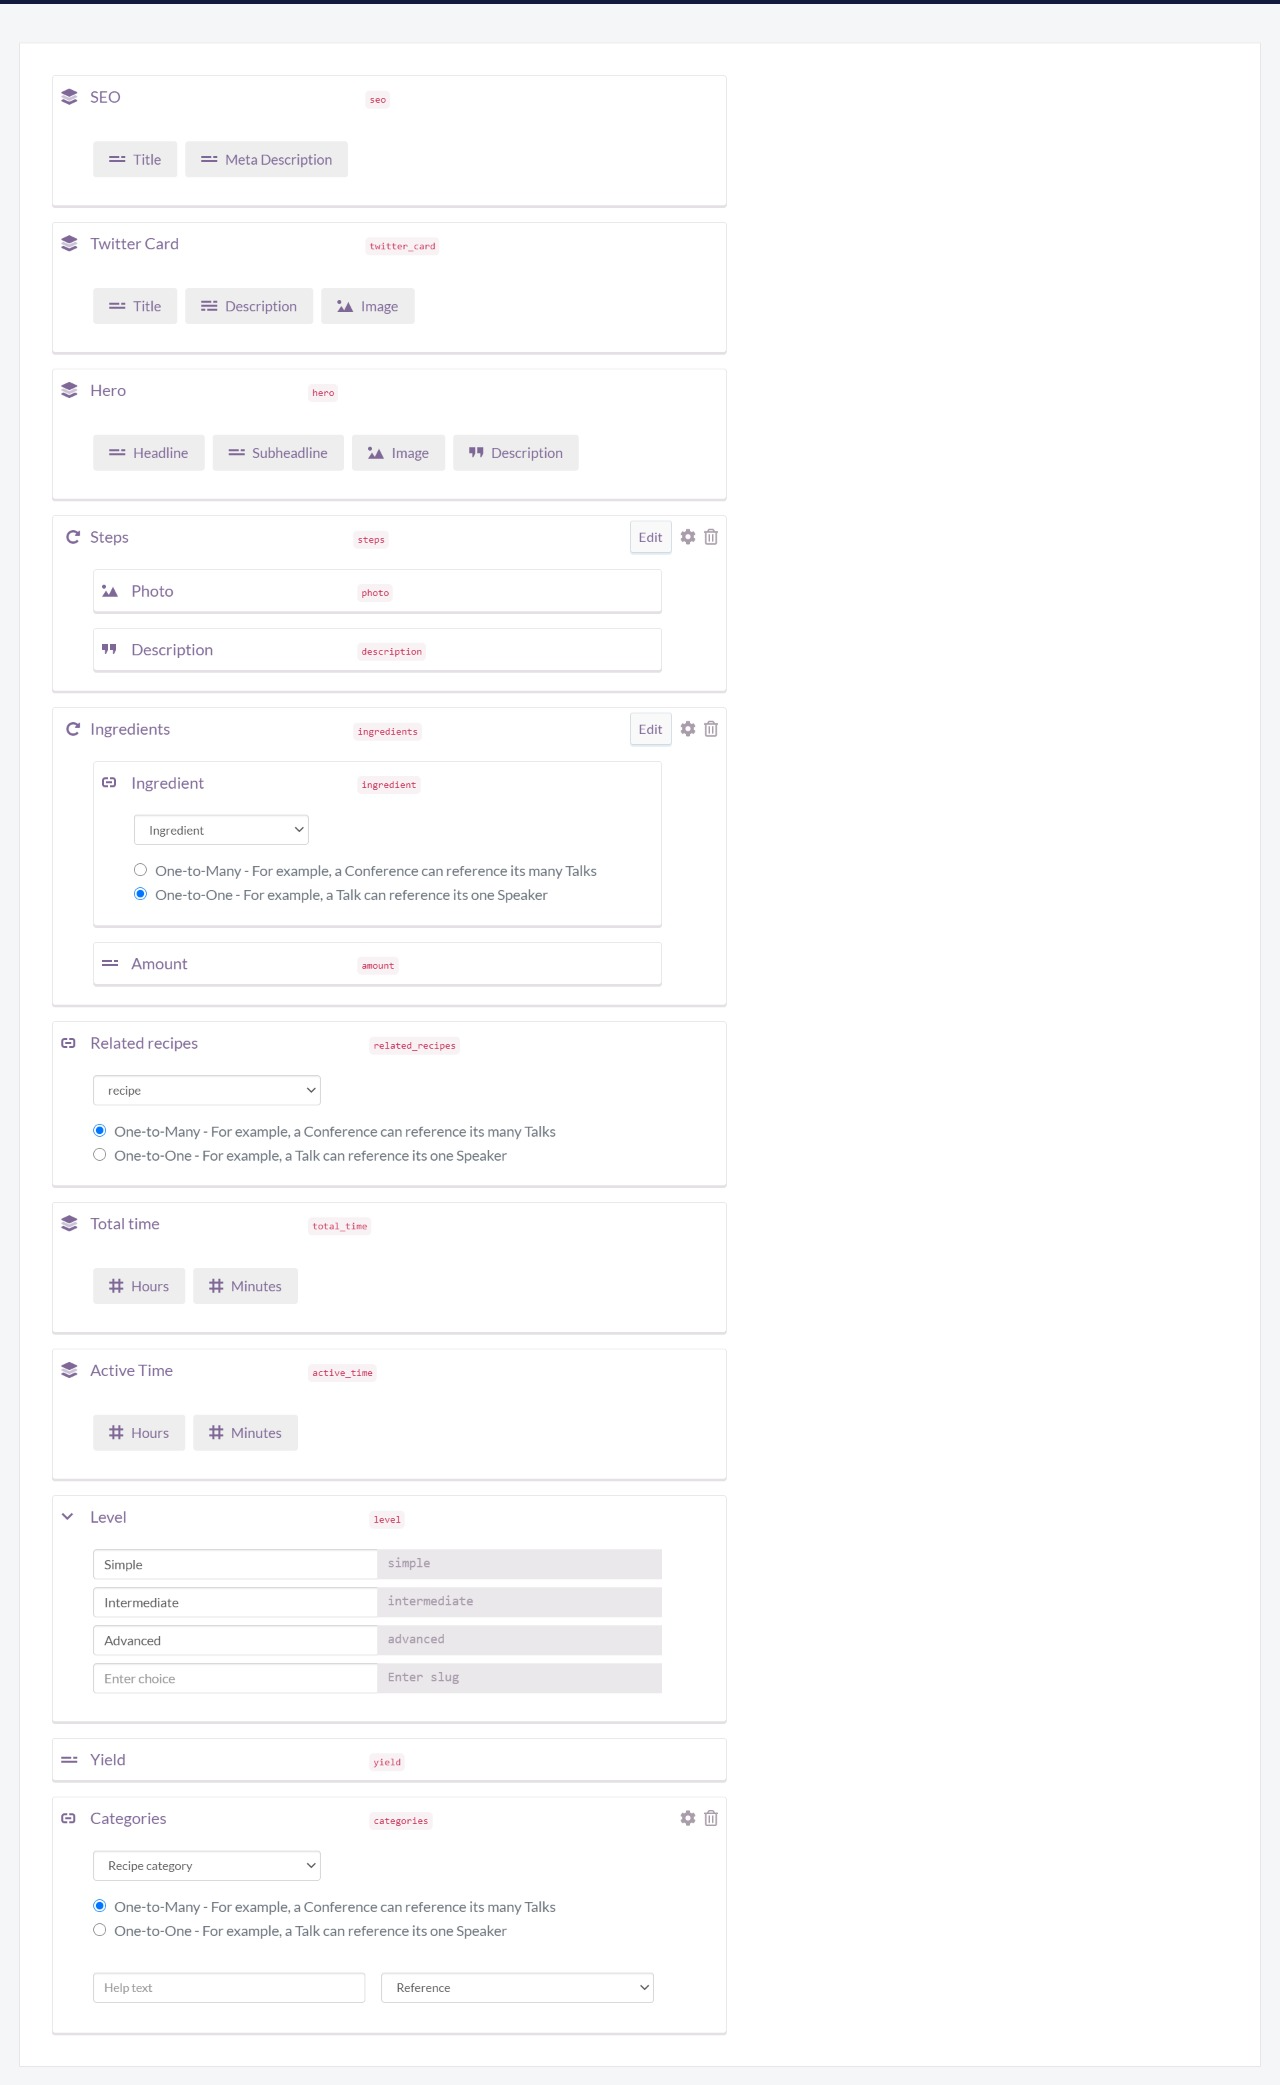 SEO seo
Title Meta Description
Twitter Card twitter_card
Title Description Image
Hero hero
Headline Subheadline Image Description
Steps steps Edit
Photo photo
Description description
Ingredients ingredients Edit
Ingredient ingredient
Ingredient
One-to-Many - For example, a Conference can reference its many Talks
One-to-One - For example, a Talk can reference its one Speaker
Amount amount
Related recipes related_recipes
recipe
One-to-Many - For example, a Conference can reference its many Talks
One-to-One - For example, a Talk can reference its one Speaker
Total time total_time
Hours Minutes
Active Time active_time
Hours Minutes
Level level
Simple simple
Intermediate intermediate
Advanced advanced
Enter choice Enter slug
Yield yield
Categories categories
Recipe category
One-to-Many - For example, a Conference can reference its many Talks
One-to-One - For example, a Talk can reference its one Speaker
Help text Reference